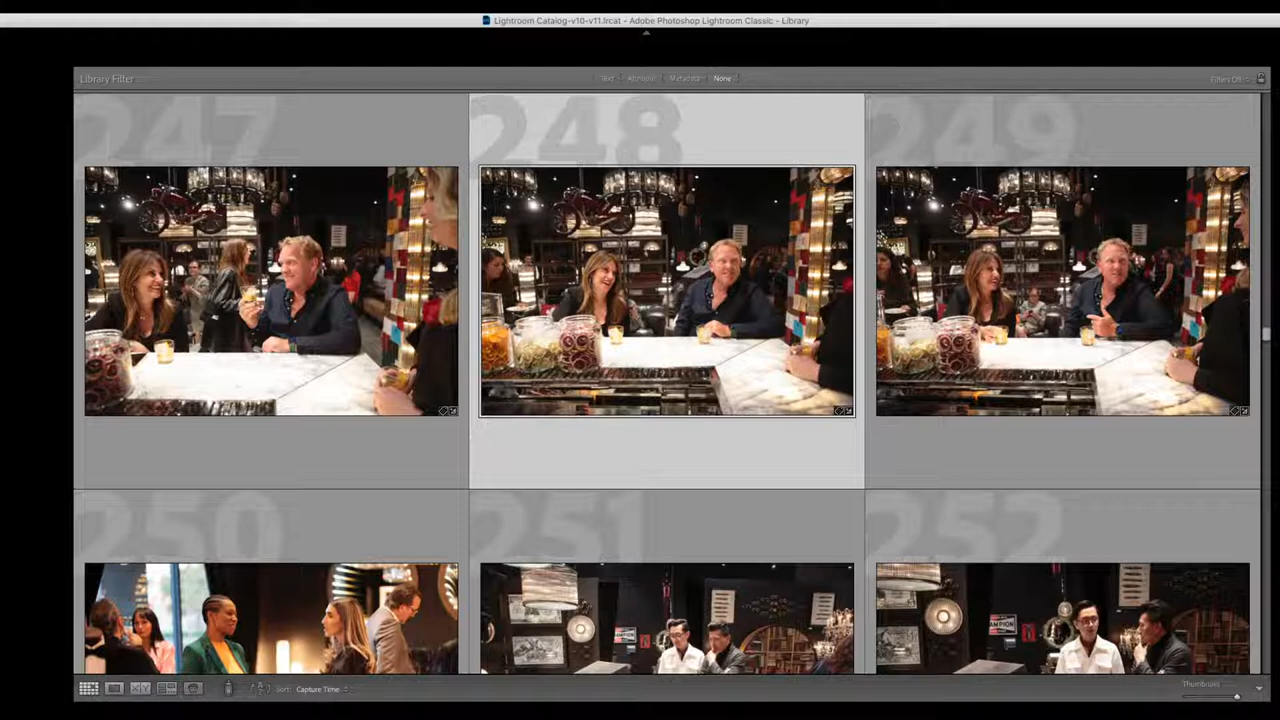 Lightroom Catalog-v10-v11.lrcat - Adobe Photoshop Lightroom Classic - Library
Library Filter Text Attribute Metadata None Filters Off
247 248 249
250 251 252
CHAMPION
Sort: Capture Time Thumbnails